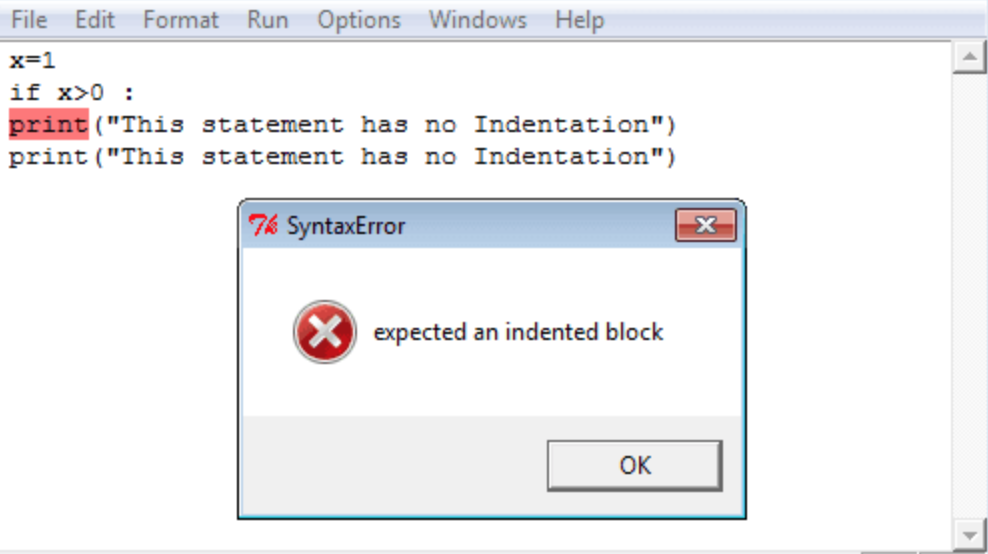 File Edit Format Run Options Windows Help
x=1
if x>0 :
print("This statement has no Indentation")
print("This statement has no Indentation")
SyntaxError
expected an indented block
OK